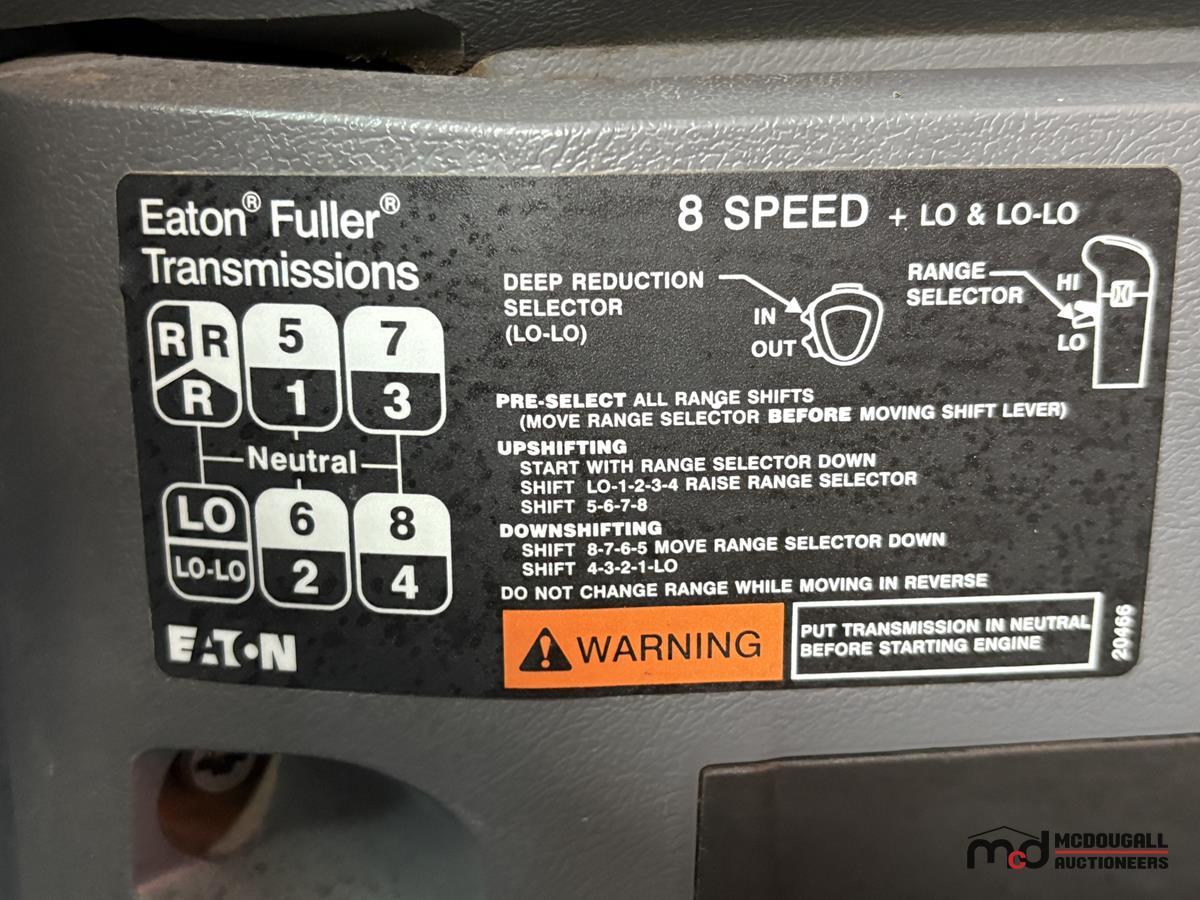 Eaton® Fuller®
Transmissions
8 SPEED + LO & LO-LO
DEEP REDUCTION
SELECTOR
(LO-LO)
IN
OUT
RANGE
SELECTOR
HI
LO
R R 5 7
R 1 3
Neutral
LO 6 8
LO-LO 2 4
PRE-SELECT ALL RANGE SHIFTS
(MOVE RANGE SELECTOR BEFORE MOVING SHIFT LEVER)
UPSHIFTING
START WITH RANGE SELECTOR DOWN
SHIFT LO-1-2-3-4 RAISE RANGE SELECTOR
SHIFT 5-6-7-8
DOWNSHIFTING
SHIFT 8-7-6-5 MOVE RANGE SELECTOR DOWN
SHIFT 4-3-2-1-LO
DO NOT CHANGE RANGE WHILE MOVING IN REVERSE
EATON
WARNING
PUT TRANSMISSION IN NEUTRAL
BEFORE STARTING ENGINE
20466
mcd MCDOUGALL
AUCTIONEERS